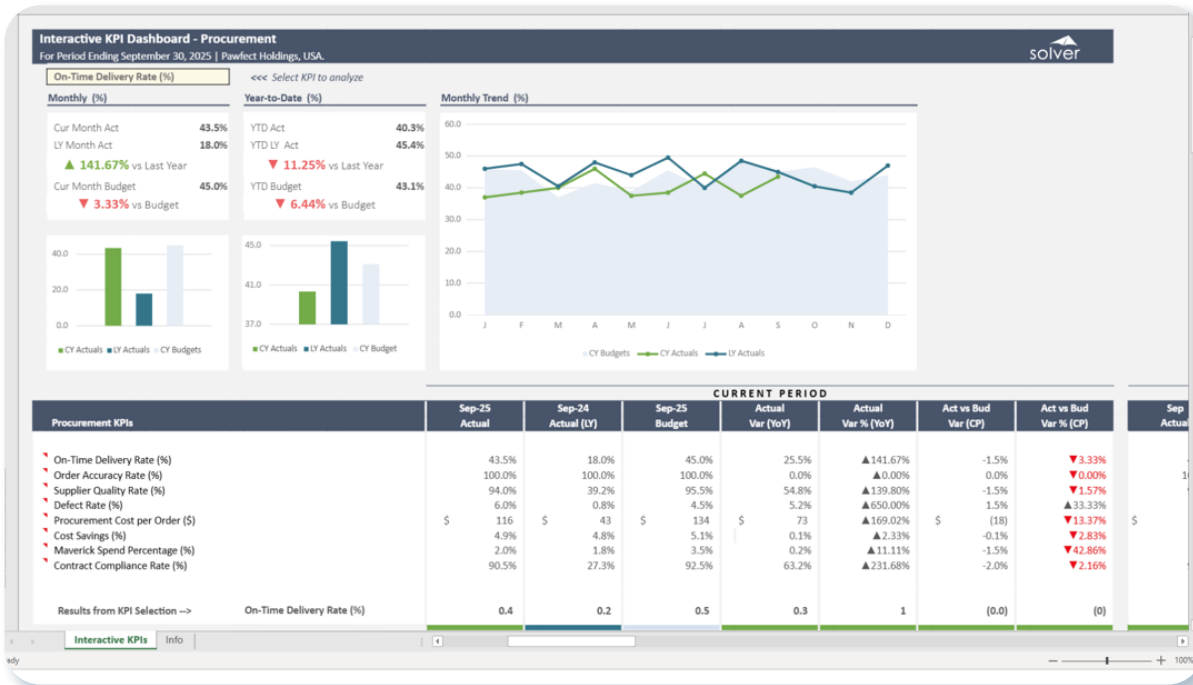 Interactive KPI Dashboard - Procurement
For Period Ending September 30, 2025 | Pawfect Holdings, USA.
solver
On-Time Delivery Rate (%)
<<< Select KPI to analyze
Monthly (%)
Cur Month Act 43.5%
LY Month Act 18.0%
▲ 141.67% vs Last Year
Cur Month Budget 45.0%
▼ 3.33% vs Budget
Year-to-Date (%)
YTD Act 40.3%
YTD LY Act 45.4%
▼ 11.25% vs Last Year
YTD Budget 43.1%
▼ 6.44% vs Budget
Monthly Trend (%)
60.0
50.0
40.0
30.0
20.0
10.0
0.0
J F M A M J J A S O N D
CY Budgets CY Actuals LY Actuals
40.0
20.0
0.0
CY Actuals LY Actuals CY Budgets
45.0
41.0
37.0
CY Actuals LY Actuals CY Budget
CURRENT PERIOD
Procurement KPIs Sep-25 Actual Sep-24 Actual (LY) Sep-25 Budget Actual Var (YoY) Actual Var % (YoY) Act vs Bud Var (CP) Act vs Bud Var % (CP) Sep Actual
On-Time Delivery Rate (%) 43.5% 18.0% 45.0% 25.5% ▲141.67% -1.5% ▼3.33%
Order Accuracy Rate (%) 100.0% 100.0% 100.0% 0.0% ▲0.00% 0.0% ▼0.00%
Supplier Quality Rate (%) 94.0% 39.2% 95.5% 54.8% ▲139.80% -1.5% ▼1.57%
Defect Rate (%) 6.0% 0.8% 4.5% 5.2% ▲650.00% 1.5% ▲33.33%
Procurement Cost per Order ($) $ 116 $ 43 $ 134 $ 73 ▲169.02% $ (18) ▼13.37% $
Cost Savings (%) 4.9% 4.8% 5.1% 0.1% ▲2.33% -0.1% ▼2.83%
Maverick Spend Percentage (%) 2.0% 1.8% 3.5% 0.2% ▲11.11% -1.5% ▼42.86%
Contract Compliance Rate (%) 90.5% 27.3% 92.5% 63.2% ▲231.68% -2.0% ▼2.16%
Results from KPI Selection --> On-Time Delivery Rate (%) 0.4 0.2 0.5 0.3 1 (0.0) (0)
Interactive KPIs Info
100%